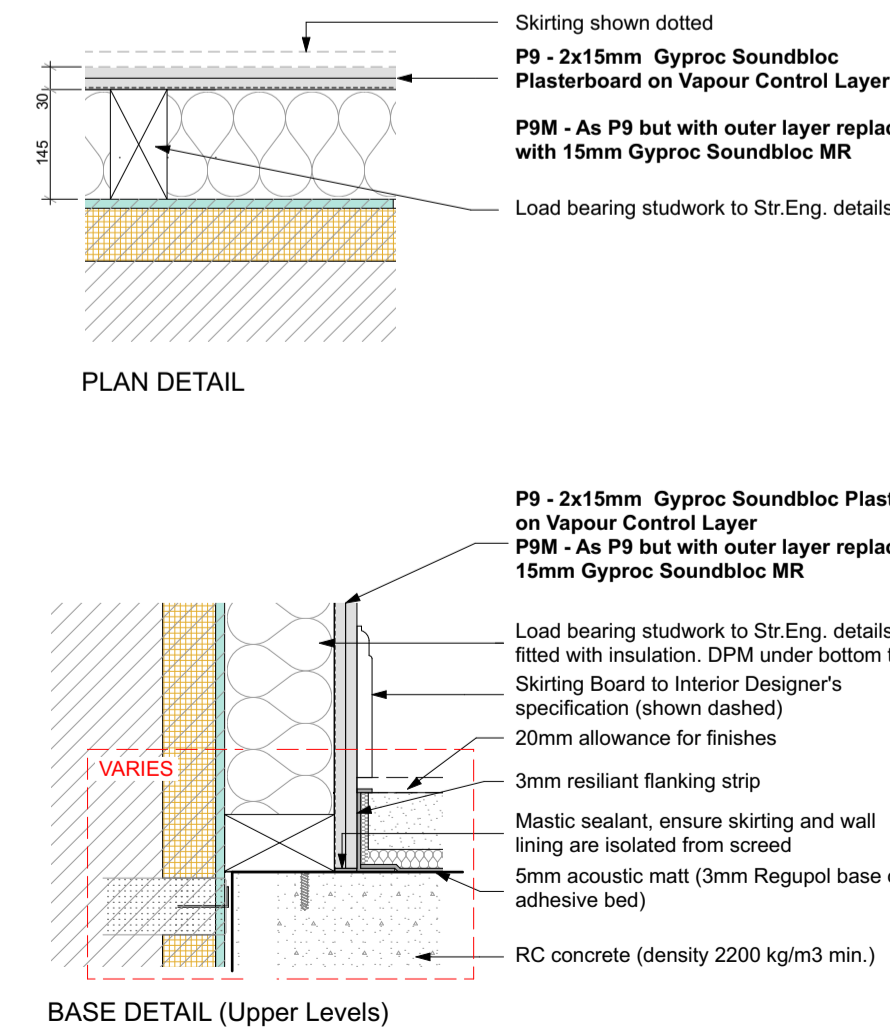 Skirting shown dotted
P9 - 2x15mm Gyproc Soundbloc
Plasterboard on Vapour Control Layer
P9M - As P9 but with outer layer
with 15mm Gyproc Soundbloc MR
30
145
Load bearing studwork to Str.Eng. details
PLAN DETAIL
P9 - 2x15mm Gyproc Soundbloc
on Vapour Control Layer
P9M - As P9 but with outer layer
15mm Gyproc Soundbloc MR
Load bearing studwork to Str.Eng. details
fitted with insulation. DPM under bottom
Skirting Board to Interior Designer's
specification (shown dashed)
20mm allowance for finishes
VARIES
3mm resiliant flanking strip
Mastic sealant, ensure skirting and wall
lining are isolated from screed
5mm acoustic matt (3mm Regupol base
adhesive bed)
RC concrete (density 2200 kg/m3 min.)
BASE DETAIL (Upper Levels)